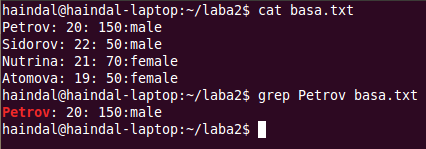 haindal@haindal-laptop:~/laba2$ cat basa.txt
Petrov: 20: 150:male
Sidorov: 22: 50:male
Nutrina: 21: 70:female
Atomova: 19: 50:female
haindal@haindal-laptop:~/laba2$ grep Petrov basa.txt
Petrov: 20: 150:male
haindal@haindal-laptop:~/laba2$